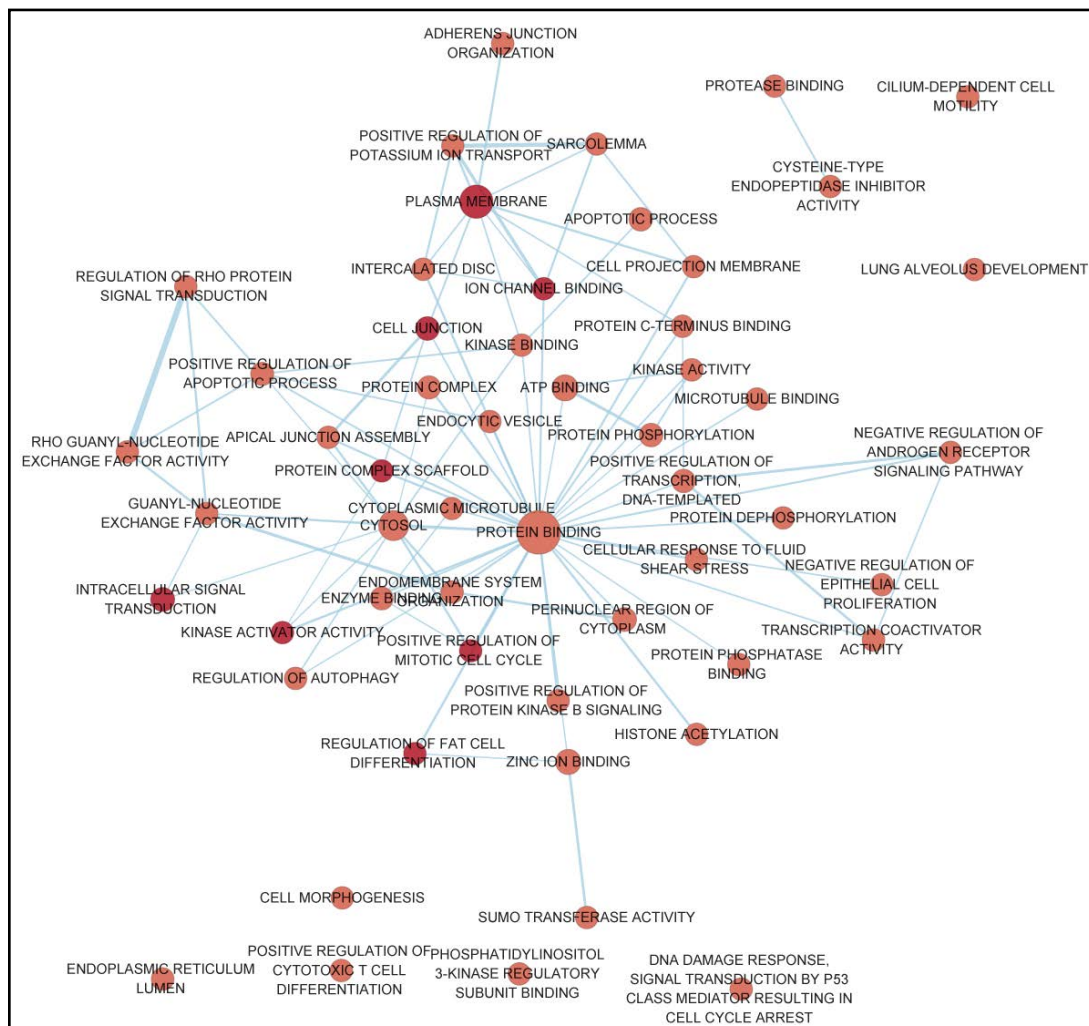 ADHERENS JUNCTION
ORGANIZATION
PROTEASE BINDING
CILIUM-DEPENDENT CELL
MOTILITY
POSITIVE REGULATION OF
POTASSIUM ION TRANSPORT
SARCOLEMMA
CYSTEINE-TYPE
ENDOPEPTIDASE INHIBITOR
ACTIVITY
PLASMA MEMBRANE
APOPTOTIC PROCESS
REGULATION OF RHO PROTEIN
SIGNAL TRANSDUCTION
INTERCALATED DISC
CELL PROJECTION MEMBRANE
LUNG ALVEOLUS DEVELOPMENT
ION CHANNEL BINDING
CELL JUNCTION
PROTEIN C-TERMINUS BINDING
KINASE BINDING
POSITIVE REGULATION OF
APOPTOTIC PROCESS
PROTEIN COMPLEX
ATP BINDING
KINASE ACTIVITY
MICROTUBULE BINDING
ENDOCYTIC VESICLE
RHO GUANYL-NUCLEOTIDE
EXCHANGE FACTOR ACTIVITY
APICAL JUNCTION ASSEMBLY
PROTEIN PHOSPHORYLATION
NEGATIVE REGULATION OF
ANDROGEN RECEPTOR
SIGNALING PATHWAY
PROTEIN COMPLEX SCAFFOLD
POSITIVE REGULATION OF
TRANSCRIPTION,
DNA-TEMPLATED
GUANYL-NUCLEOTIDE
EXCHANGE FACTOR ACTIVITY
CYTOPLASMIC MICROTUBULE
CYTOSOL
PROTEIN BINDING
PROTEIN DEPHOSPHORYLATION
CELLULAR RESPONSE TO FLUID
SHEAR STRESS
NEGATIVE REGULATION OF
EPITHELIAL CELL
PROLIFERATION
INTRACELLULAR SIGNAL
TRANSDUCTION
ENDOMEMBRANE SYSTEM
ORGANIZATION
ENZYME BINDING
PERINUCLEAR REGION OF
CYTOPLASM
KINASE ACTIVATOR ACTIVITY
POSITIVE REGULATION OF
MITOTIC CELL CYCLE
TRANSCRIPTION COACTIVATOR
ACTIVITY
PROTEIN PHOSPHATASE
BINDING
REGULATION OF AUTOPHAGY
POSITIVE REGULATION OF
PROTEIN KINASE B SIGNALING
HISTONE ACETYLATION
REGULATION OF FAT CELL
DIFFERENTIATION
ZINC ION BINDING
CELL MORPHOGENESIS
SUMO TRANSFERASE ACTIVITY
ENDOPLASMIC RETICULUM
LUMEN
POSITIVE REGULATION OF
CYTOTOXIC T CELL
DIFFERENTIATION
PHOSPHATIDYLINOSITOL
3-KINASE REGULATORY
SUBUNIT BINDING
DNA DAMAGE RESPONSE,
SIGNAL TRANSDUCTION BY P53
CLASS MEDIATOR RESULTING IN
CELL CYCLE ARREST